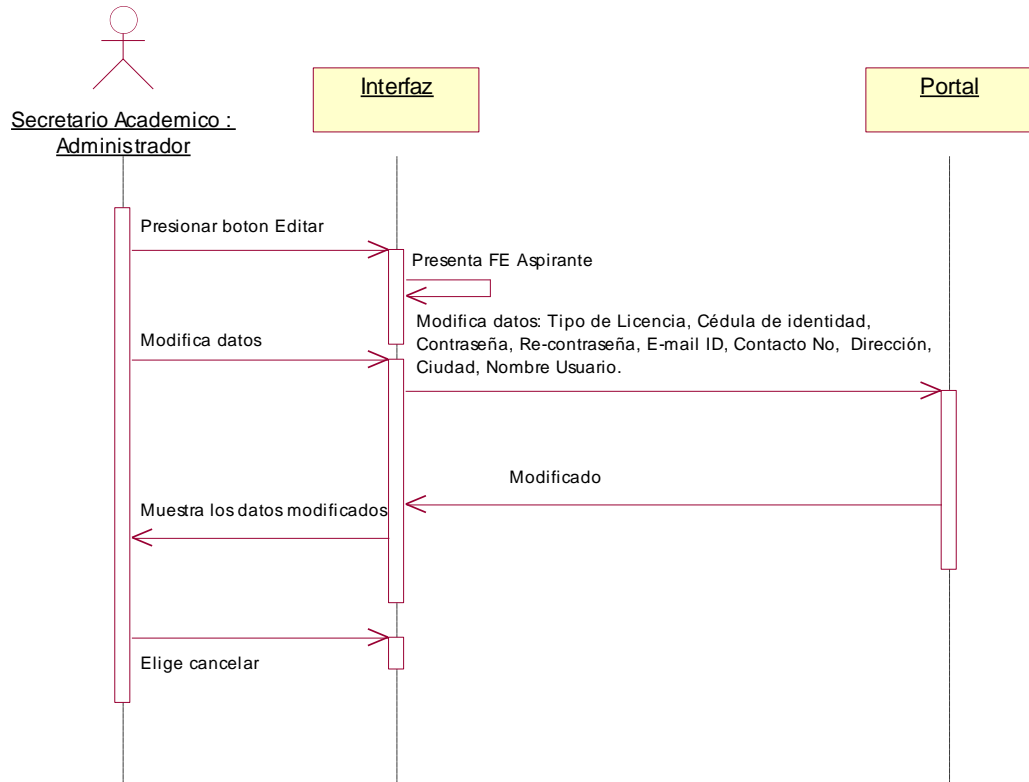 Secretario Academico :
Administrador
Interfaz
Portal
Presionar boton Editar
Presenta FE Aspirante
Modifica datos: Tipo de Licencia, Cédula de identidad,
Contraseña, Re-contraseña, E-mail ID, Contacto No, Dirección,
Ciudad, Nombre Usuario.
Modifica datos
Modificado
Muestra los datos modificados
Elige cancelar